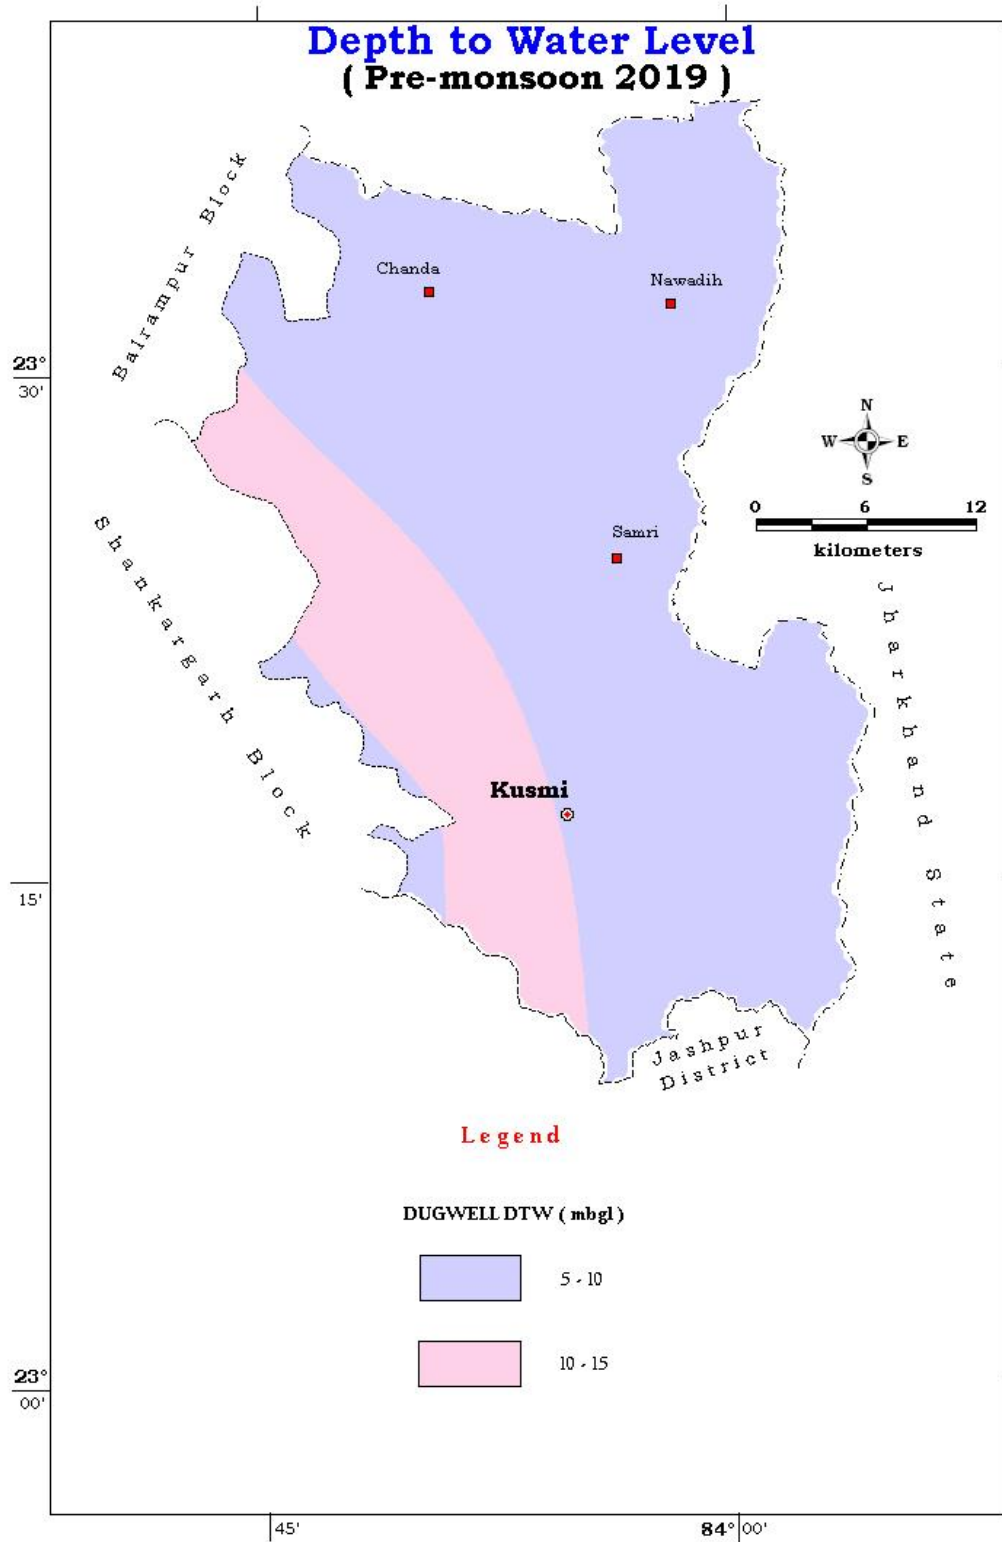 Depth to Water Level
( Pre-monsoon 2019 )
Balrampur Block
Chanda
Nawadih
23°
30'
N
W E
S
0 6 12
kilometers
Samri
Shankargarh Block
Jharkhand State
Kusmi
15'
Jashpur
District
Legend
DUGWELL DTW ( mbgl )
5 - 10
10 - 15
23°
00'
45' 84° 00'